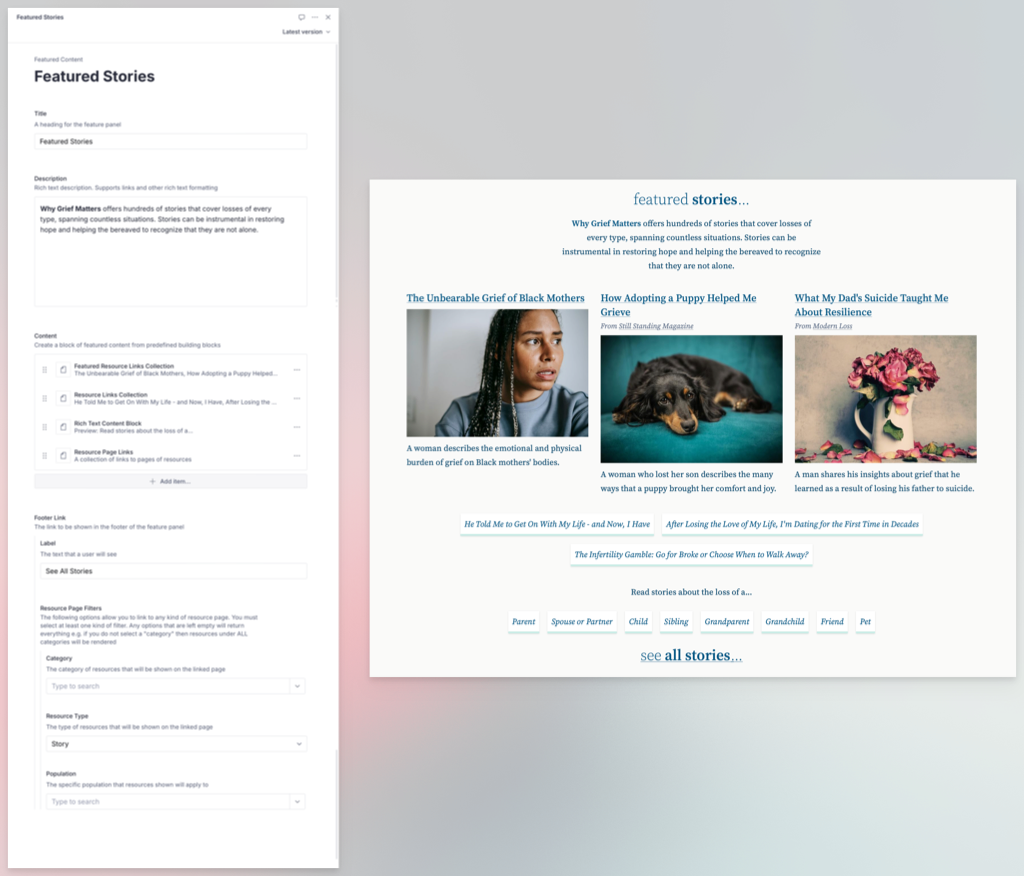 Featured Stories
Latest version
Featured Content
Featured Stories
Title
A heading for the feature panel
Featured Stories
Description
Rich text description. Supports links and other rich text formatting
Why Grief Matters offers hundreds of stories that cover losses of every
type, spanning countless situations. Stories can be instrumental in restoring
hope and helping the bereaved to recognize that they are not alone.
Content
Create a block of featured content from predefined building blocks
Featured Resource Links Collection
The Unbearable Grief of Black Mothers, How Adopting a Puppy Helped...
Resource Links Collection
He Told Me to Get On With My Life - and Now, I Have, After Losing the ...
Rich Text Content Block
Preview: Read stories about the loss of a...
Resource Page Links
A collection of links to pages of resources
Add item...
Footer Link
The link to be shown in the footer of the feature panel
Label
The text that a user will see
See All Stories
Resource Page Filters
The following options allow you to link to any kind of resource page. You must
select at least one kind of filter. Any options that are left empty will return
everything e.g. if you do not select a "category" then resources under ALL
categories will be rendered
Category
The category of resources that will be shown on the linked page
Type to search
Resource Type
The type of resources that will be shown on the linked page
Story
Population
The specific population that resources shown will apply to
Type to search
featured stories...
Why Grief Matters offers hundreds of stories that cover losses of
every type, spanning countless situations. Stories can be
instrumental in restoring hope and helping the bereaved to recognize
that they are not alone.
The Unbearable Grief of Black Mothers
A woman describes the emotional and physical
burden of grief on Black mothers' bodies.
How Adopting a Puppy Helped Me
Grieve
From Still Standing Magazine
A woman who lost her son describes the many
ways that a puppy brought her comfort and joy.
What My Dad's Suicide Taught Me
About Resilience
From Modern Loss
A man shares his insights about grief that he
learned as a result of losing his father to suicide.
He Told Me to Get On With My Life - and Now, I Have
After Losing the Love of My Life, I'm Dating for the First Time in Decades
The Infertility Gamble: Go for Broke or Choose When to Walk Away?
Read stories about the loss of a...
Parent
Spouse or Partner
Child
Sibling
Grandparent
Grandchild
Friend
Pet
see all stories...